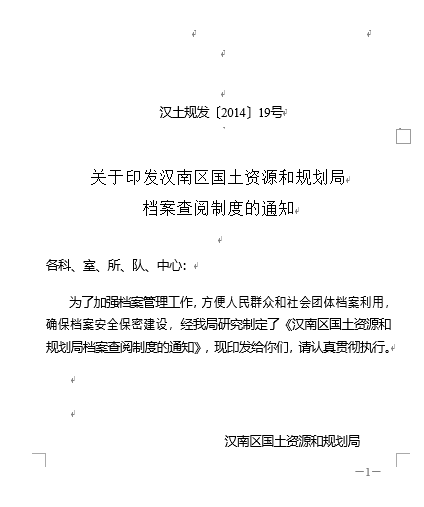 汉土规发〔2014〕19号
关于印发汉南区国土资源和规划局
档案查阅制度的通知
各科、室、所、队、中心：
为了加强档案管理工作，方便人民群众和社会团体档案利用，
确保档案安全保密建设，经我局研究制定了《汉南区国土资源和
规划局档案查阅制度的通知》，现印发给你们，请认真贯彻执行。
汉南区国土资源和规划局
—1—